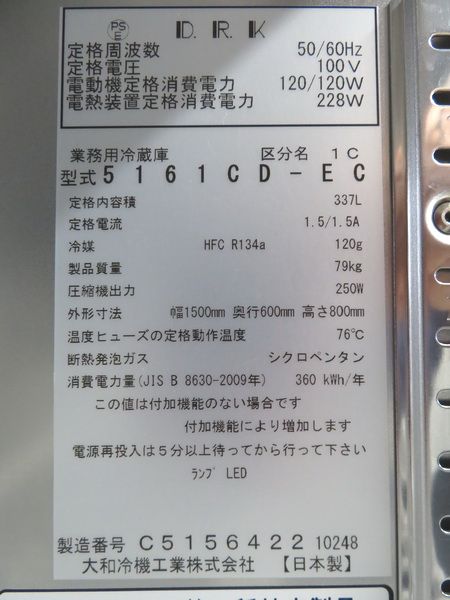 PS E D.R.K
定格周波数 50/60Hz
定格電圧 100V
電動機定格消費電力 120/120W
電熱装置定格消費電力 228W
業務用冷蔵庫 区分名 1C
型式 5161CD-EC
定格内容積 337L
定格電流 1.5/1.5A
冷媒 HFC R134a 120g
製品質量 79kg
圧縮機出力 250W
外形寸法 幅1500mm 奥行600mm 高さ800mm
温度ヒューズの定格動作温度 76℃
断熱発泡ガス シクロペンタン
消費電力量(JIS B 8630-2009年) 360 kWh/年
この値は付加機能のない場合です
付加機能により増加します
電源再投入は5分以上待ってから行って下さい
ﾗﾝﾌﾟ LED
製造番号 C5156422 10248
大和冷機工業株式会社 【日本製】